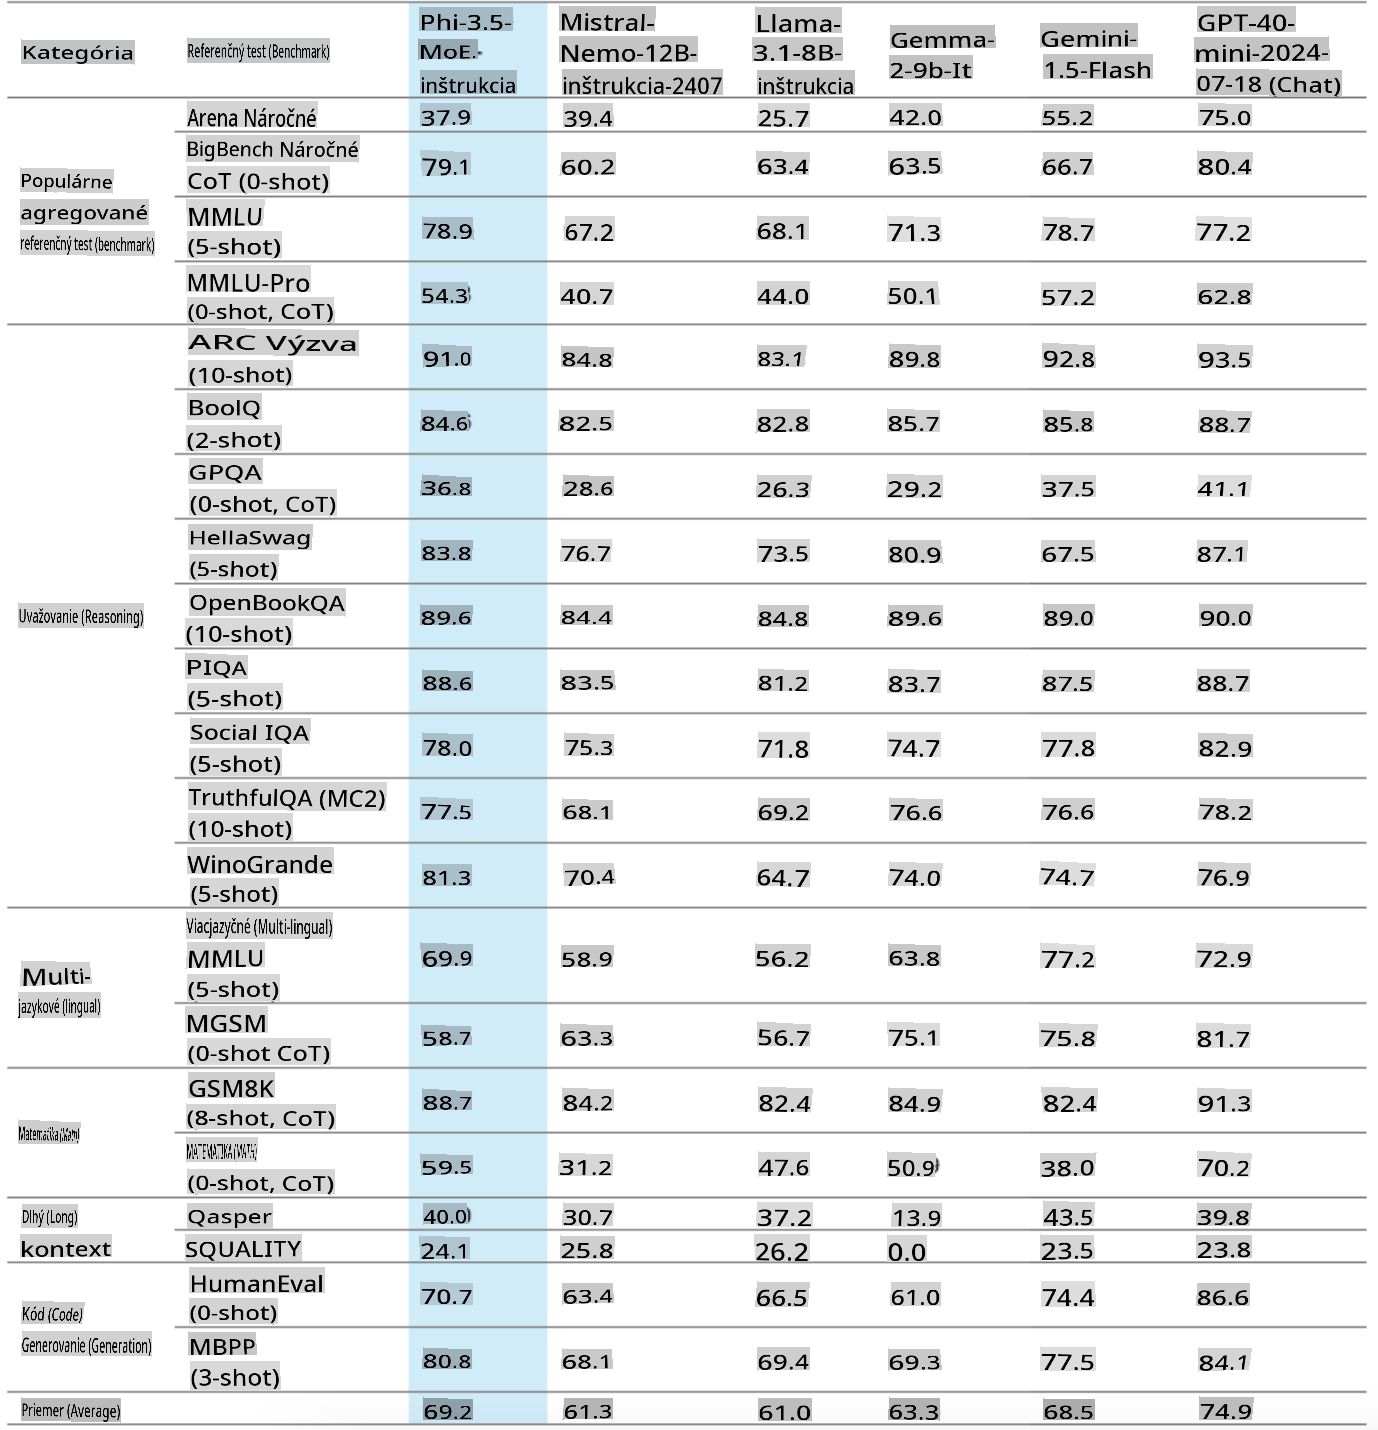 Kategória Referenčný test (Benchmark) Phi-3.5-MoE-inštrukcia Mistral-Nemo-12B-inštrukcia-2407 Llama-3.1-8B-inštrukcia Gemma-2-9b-It Gemini-1.5-Flash GPT-40-mini-2024-07-18 (Chat)
Populárne
agregované
referenčný test (benchmark)
Arena Náročné 37.9 39.4 25.7 42.0 55.2 75.0
BigBench Náročné
CoT (0-shot) 79.1 60.2 63.4 63.5 66.7 80.4
MMLU
(5-shot) 78.9 67.2 68.1 71.3 78.7 77.2
MMLU-Pro
(0-shot, CoT) 54.3 40.7 44.0 50.1 57.2 62.8
Uvažovanie (Reasoning)
ARC Výzva
(10-shot) 91.0 84.8 83.1 89.8 92.8 93.5
BoolQ
(2-shot) 84.6 82.5 82.8 85.7 85.8 88.7
GPQA
(0-shot, CoT) 36.8 28.6 26.3 29.2 37.5 41.1
HellaSwag
(5-shot) 83.8 76.7 73.5 80.9 67.5 87.1
OpenBookQA
(10-shot) 89.6 84.4 84.8 89.6 89.0 90.0
PIQA
(5-shot) 88.6 83.5 81.2 83.7 87.5 88.7
Social IQA
(5-shot) 78.0 75.3 71.8 74.7 77.8 82.9
TruthfulQA (MC2)
(10-shot) 77.5 68.1 69.2 76.6 76.6 78.2
WinoGrande
(5-shot) 81.3 70.4 64.7 74.0 74.7 76.9
Multi-
jazykové (lingual)
Viacjazyčné (Multi-lingual)
MMLU
(5-shot) 69.9 58.9 56.2 63.8 77.2 72.9
MGSM
(0-shot CoT) 58.7 63.3 56.7 75.1 75.8 81.7
Matematika (Math)
GSM8K
(8-shot, CoT) 88.7 84.2 82.4 84.9 82.4 91.3
MATEMATIKA (MATH)
(0-shot, CoT) 59.5 31.2 47.6 50.9 38.0 70.2
Dlhý (Long)
kontext
Qasper 40.0 30.7 37.2 13.9 43.5 39.8
SQUALITY 24.1 25.8 26.2 0.0 23.5 23.8
Kód (Code)
Generovanie (Generation)
HumanEval
(0-shot) 70.7 63.4 66.5 61.0 74.4 86.6
MBPP
(3-shot) 80.8 68.1 69.4 69.3 77.5 84.1
Priemer (Average) 69.2 61.3 61.0 63.3 68.5 74.9